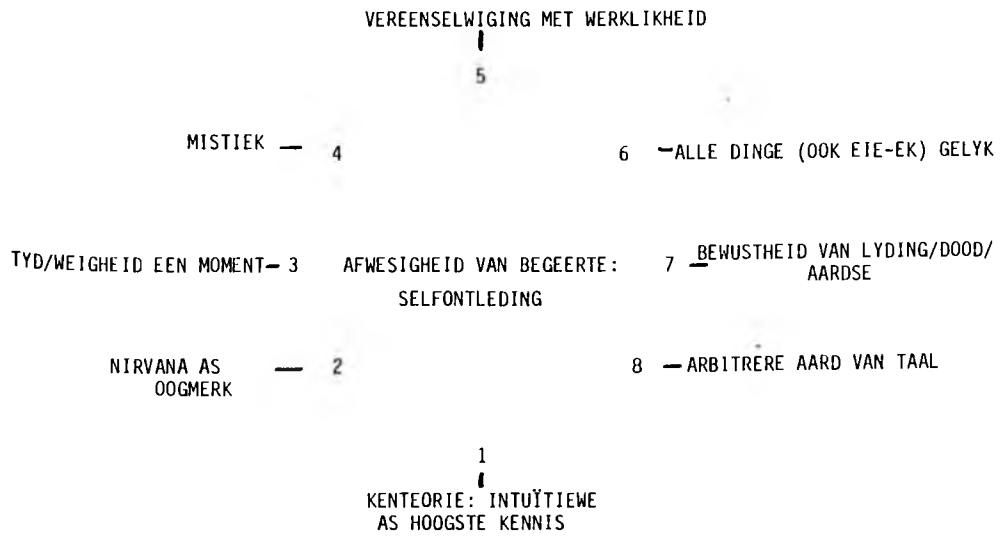 VEREENSELWIGING MET WERKLIKHEID
5
MISTIEK — 4
6 —ALLE DINGE (OOK EIE-EK) GELYK
TYD/WEIGHEID EEN MOMENT— 3 AFWESIGHEID VAN BEGEERTE: 7 —BEWUSTHEID VAN LYDING/DOOD/
SELFONTLEDING
AARDSE
NIRVANA AS — 2
OOGMERK
8 —ARBITRERE AARD VAN TAAL
1
KENTEORIE: INTUÏTIEWE
AS HOOGSTE KENNIS